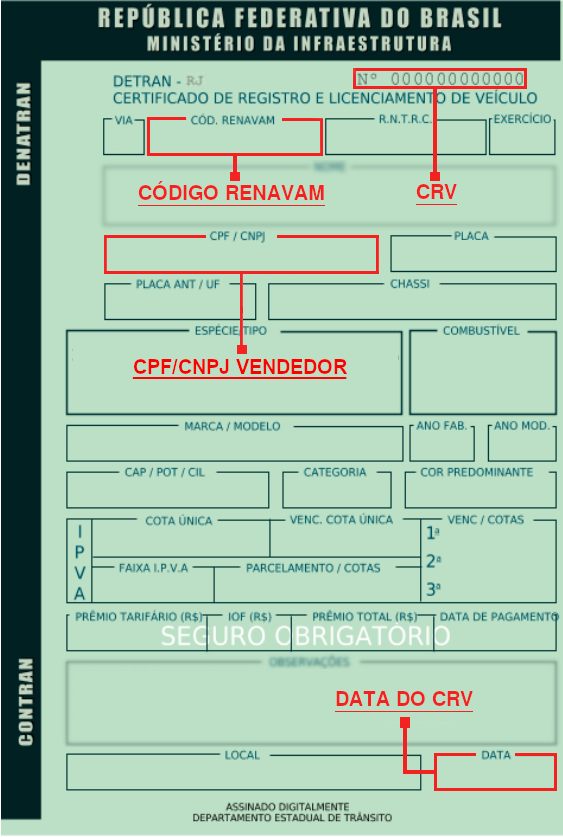 REPÚBLICA FEDERATIVA DO BRASIL
MINISTÉRIO DA INFRAESTRUTURA
DENATRAN
DETRAN - RJ
Nº 000000000000
CERTIFICADO DE REGISTRO E LICENCIAMENTO DE VEÍCULO
VIA CÓD. RENAVAM R.N.T.R.C. EXERCÍCIO
NOME
CÓDIGO RENAVAM CRV
CPF / CNPJ PLACA
PLACA ANT / UF CHASSI
ESPÉCIE/TIPO COMBUSTÍVEL
CPF/CNPJ VENDEDOR
MARCA / MODELO ANO FAB. ANO MOD.
CAP / POT / CIL CATEGORIA COR PREDOMINANTE
IPVA
COTA ÚNICA VENC. COTA ÚNICA VENC / COTAS
1ª
2ª
FAIXA I.P.V.A PARCELAMENTO / COTAS
3ª
PRÊMIO TARIFÁRIO (R$) IOF (R$) PRÊMIO TOTAL (R$) DATA DE PAGAMENTO
SEGURO OBRIGATÓRIO
OBSERVAÇÕES
CONTRAN
DATA DO CRV
LOCAL DATA
ASSINADO DIGITALMENTE
DEPARTAMENTO ESTADUAL DE TRÂNSITO